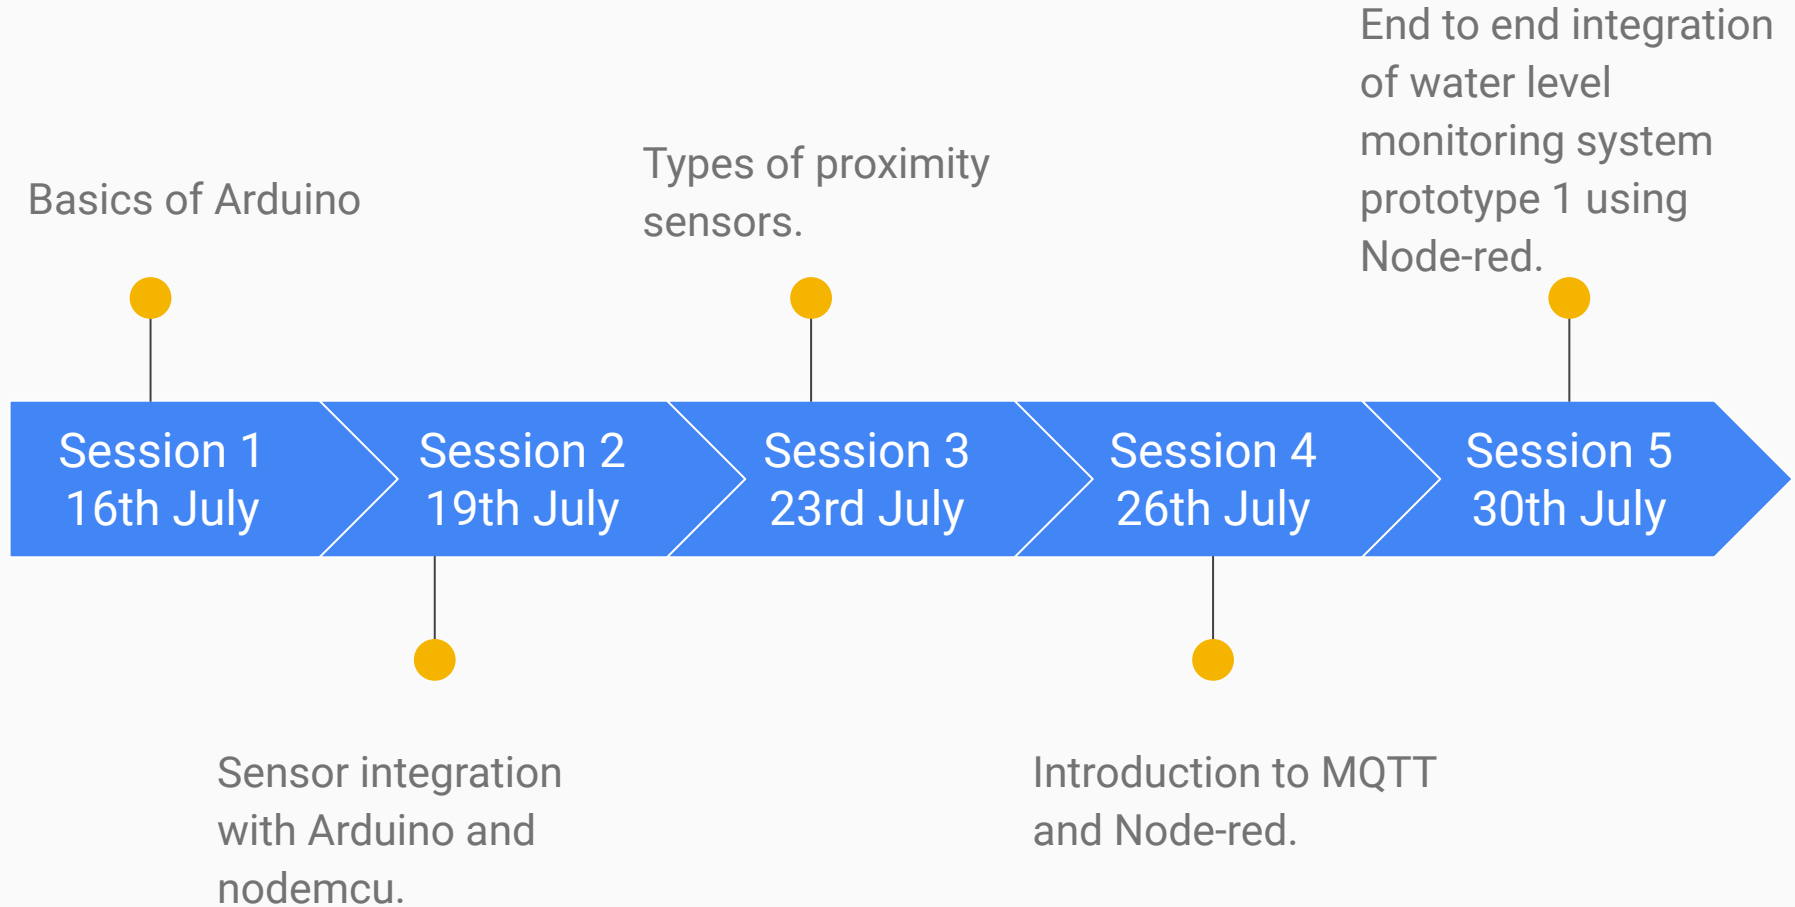 Basics of Arduino
Types of proximity
sensors.
End to end integration
of water level
monitoring system
prototype 1 using
Node-red.
Session 1
16th July
Session 2
19th July
Session 3
23rd July
Session 4
26th July
Session 5
30th July
Sensor integration
with Arduino and
nodemcu.
Introduction to MQTT
and Node-red.